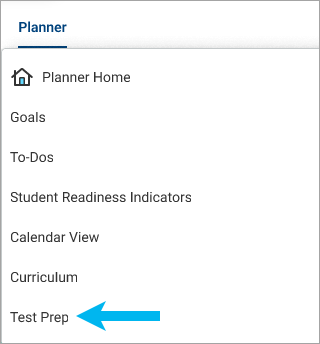 Planner
Planner Home
Goals
To-Dos
Student Readiness Indicators
Calendar View
Curriculum
Test Prep